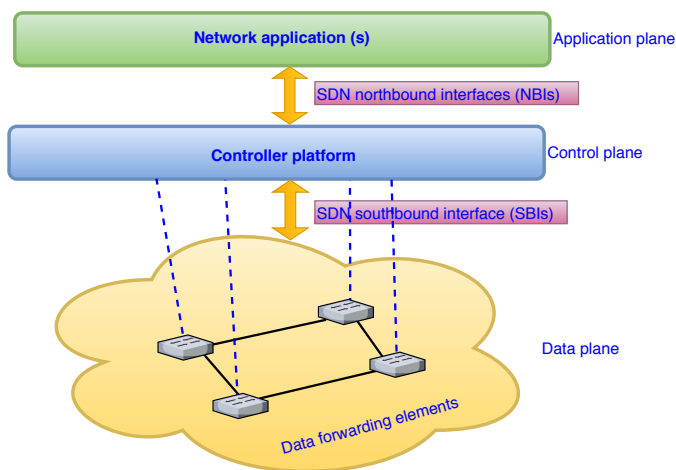 Network application (s)
Application plane
SDN northbound interfaces (NBIs)
Controller platform
Control plane
SDN southbound interface (SBIs)
Data plane
Data forwarding elements